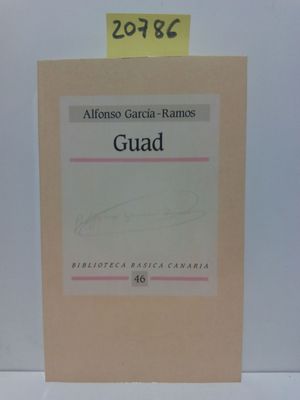 20786
Alfonso García-Ramos
Guad
BIBLIOTECA BASICA CANARIA
46